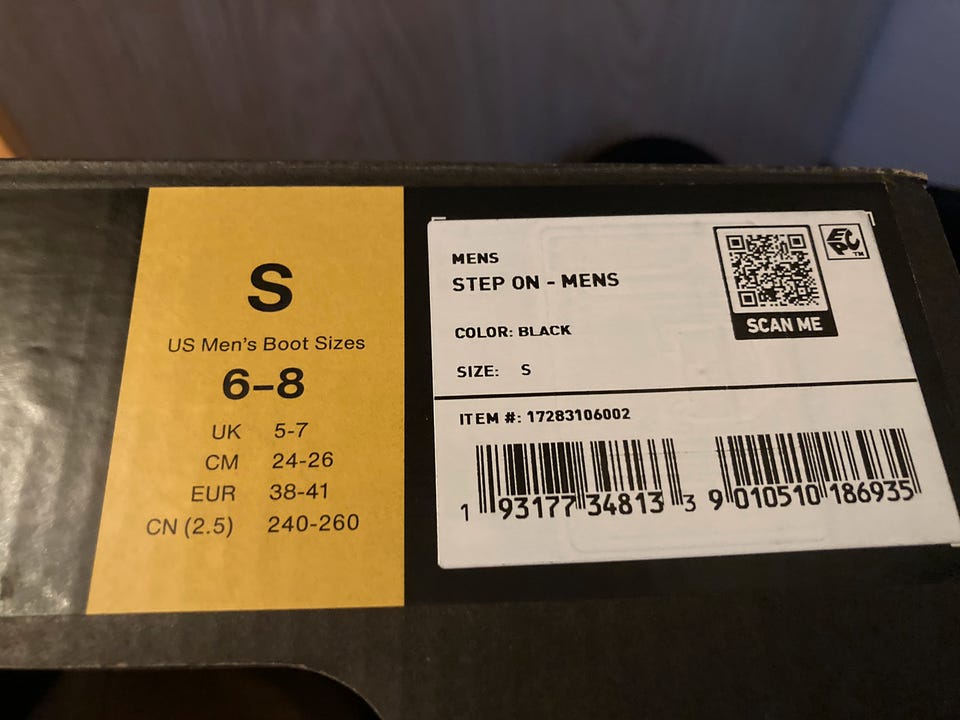 S
US Men's Boot Sizes
6–8
UK 5-7
CM 24-26
EUR 38-41
CN (2.5) 240-260
MENS
STEP ON - MENS
COLOR: BLACK
SIZE: S
SCAN ME
EPC TM
ITEM #: 17283106002
1 93177 34813 3
9 010510 186935